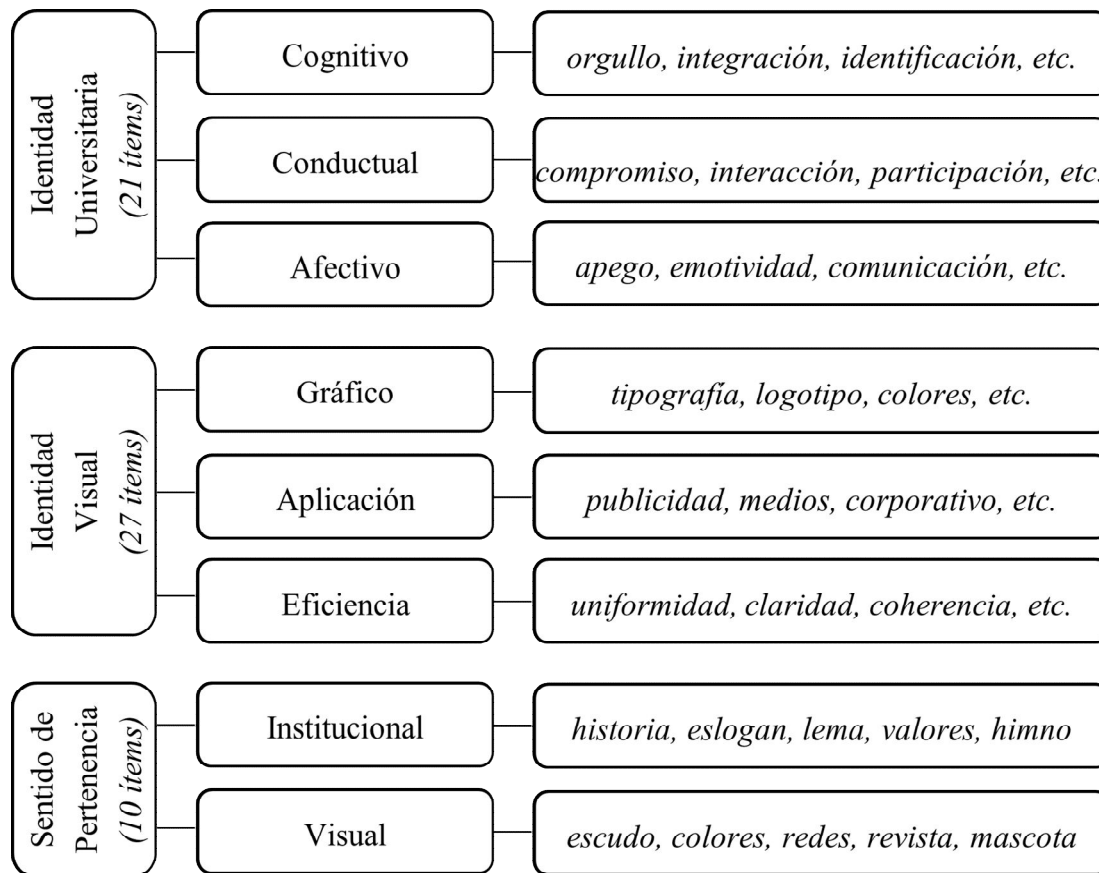 Identidad
Universitaria
(21 ítems)
Cognitivo
orgullo, integración, identificación, etc.
Conductual
compromiso, interacción, participación, etc.
Afectivo
apego, emotividad, comunicación, etc.
Identidad
Visual
(27 ítems)
Gráfico
tipografía, logotipo, colores, etc.
Aplicación
publicidad, medios, corporativo, etc.
Eficiencia
uniformidad, claridad, coherencia, etc.
Sentido de
Pertenencia
(10 ítems)
Institucional
historia, eslogan, lema, valores, himno
Visual
escudo, colores, redes, revista, mascota